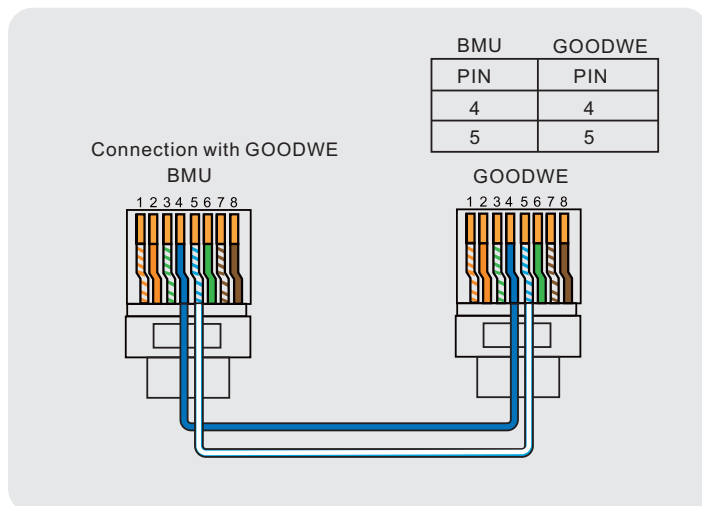 BMU GOODWE
PIN PIN
4 4
5 5
Connection with GOODWE
BMU
GOODWE
1 2 3 4 5 6 7 8
1 2 3 4 5 6 7 8